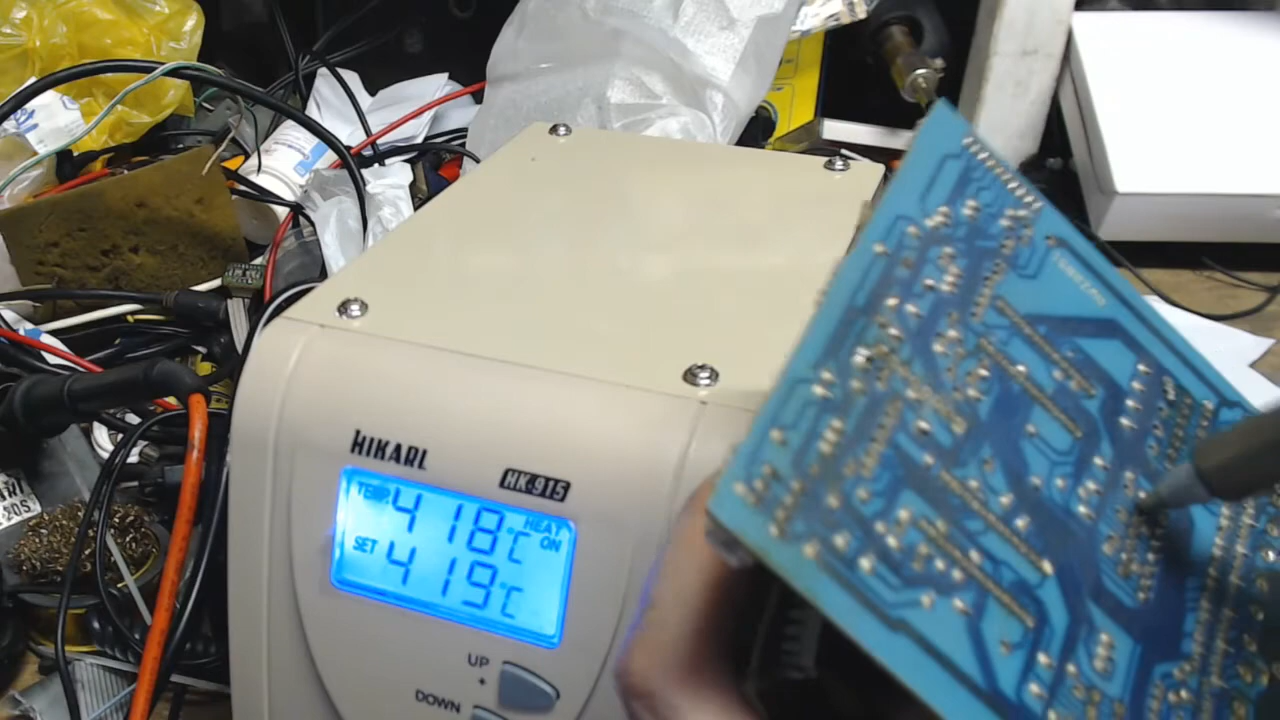 HIKARI
HK-915
TEMP. 418°C HEAT ON
SET 419°C
UP
+
DOWN